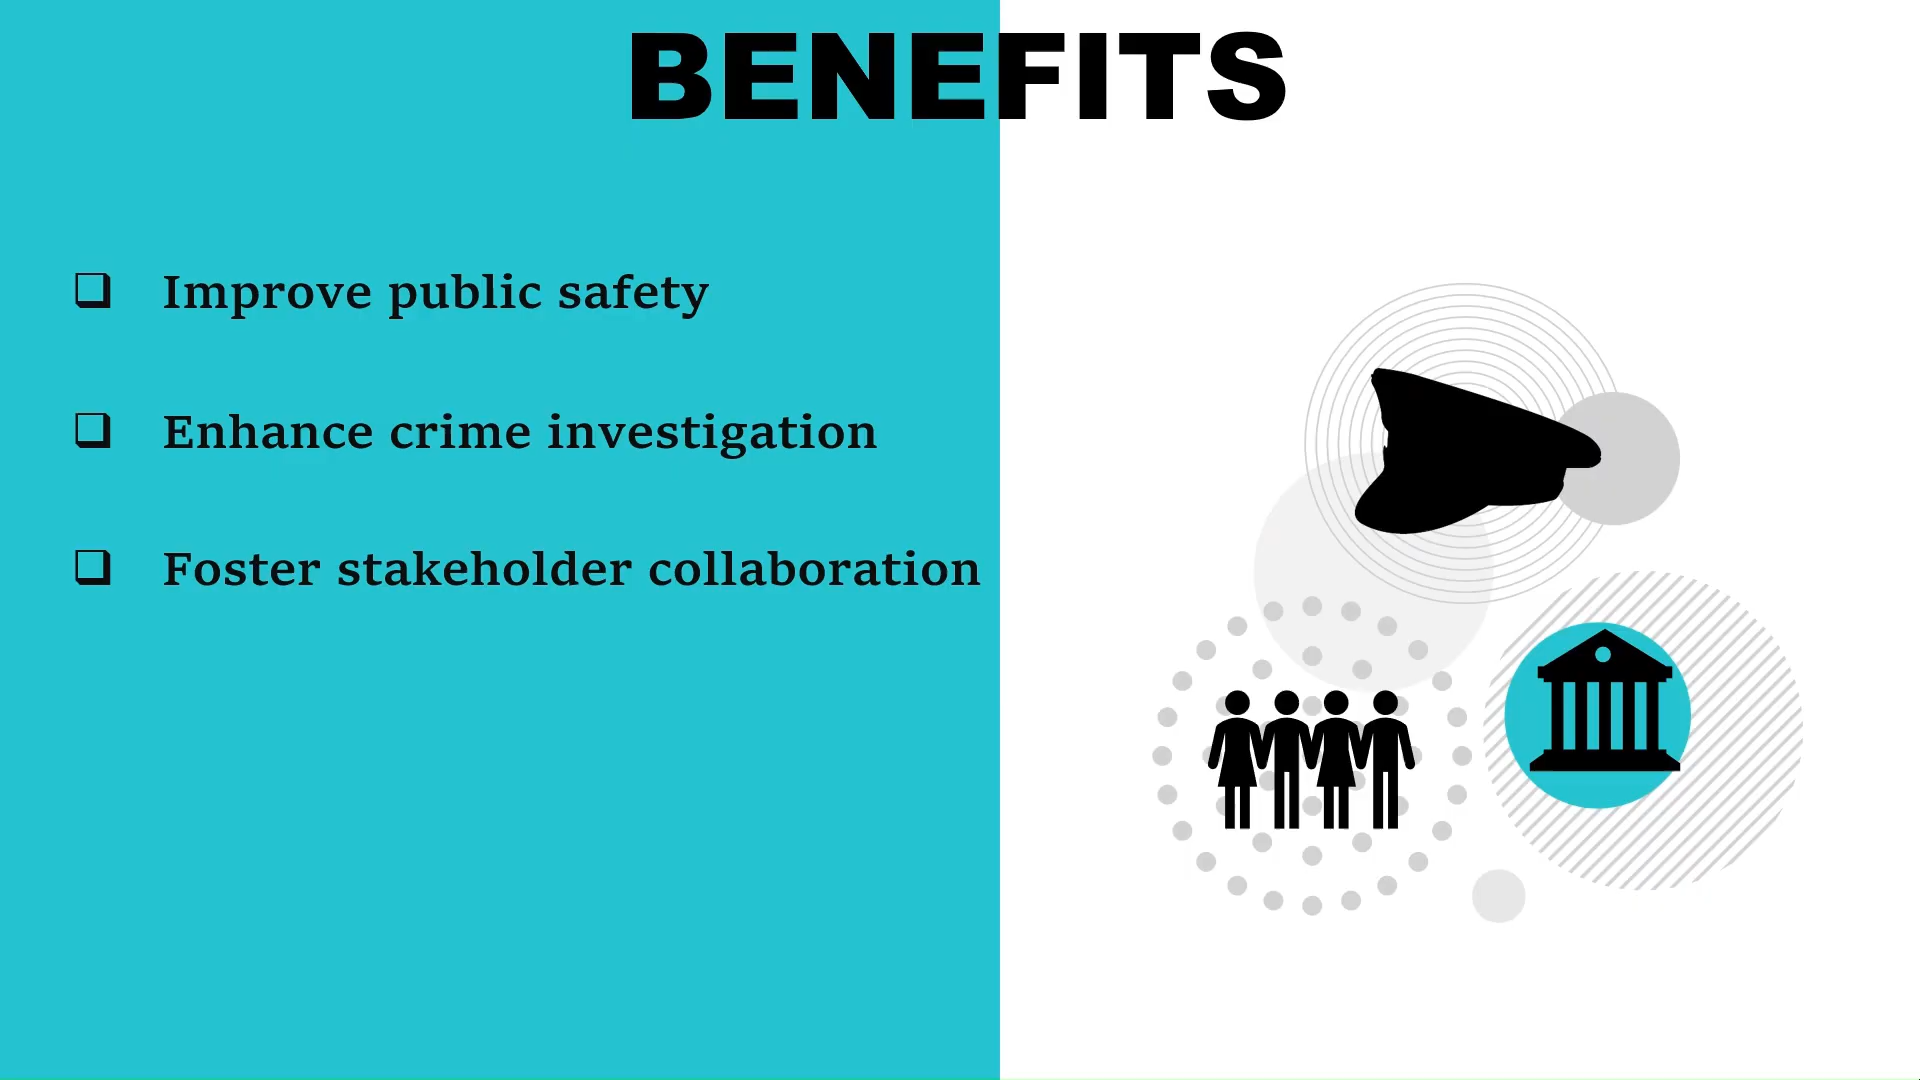 BENEFITS
❑ Improve public safety
❑ Enhance crime investigation
❑ Foster stakeholder collaboration